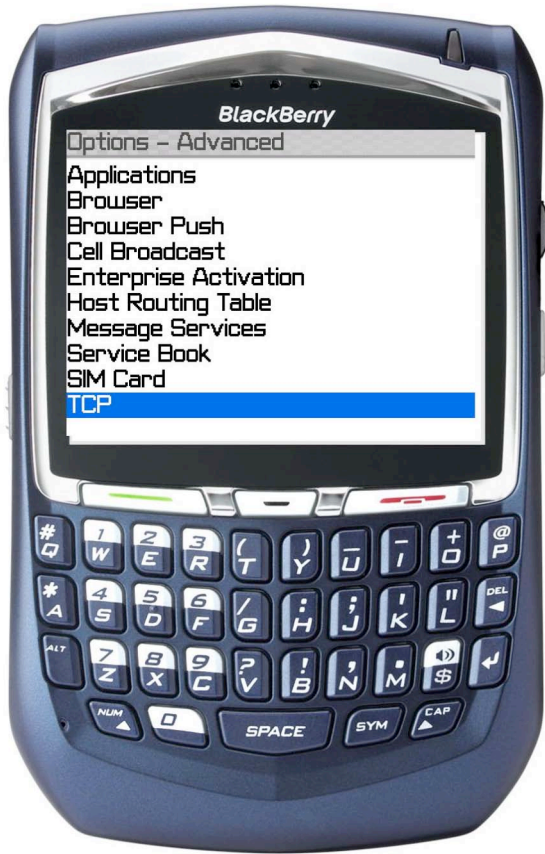 BlackBerry
Options - Advanced
Applications
Browser
Browser Push
Cell Broadcast
Enterprise Activation
Host Routing Table
Message Services
Service Book
SIM Card
TCP
# Q 1 W 2 E 3 R ( T ) Y _ U - I + O @ P
* A 4 S 5 D 6 F / G : H ; J ' K " L DEL
ALT 7 Z 8 X 9 C ? V ! B , N . M $
NUM 0 SPACE SYM CAP